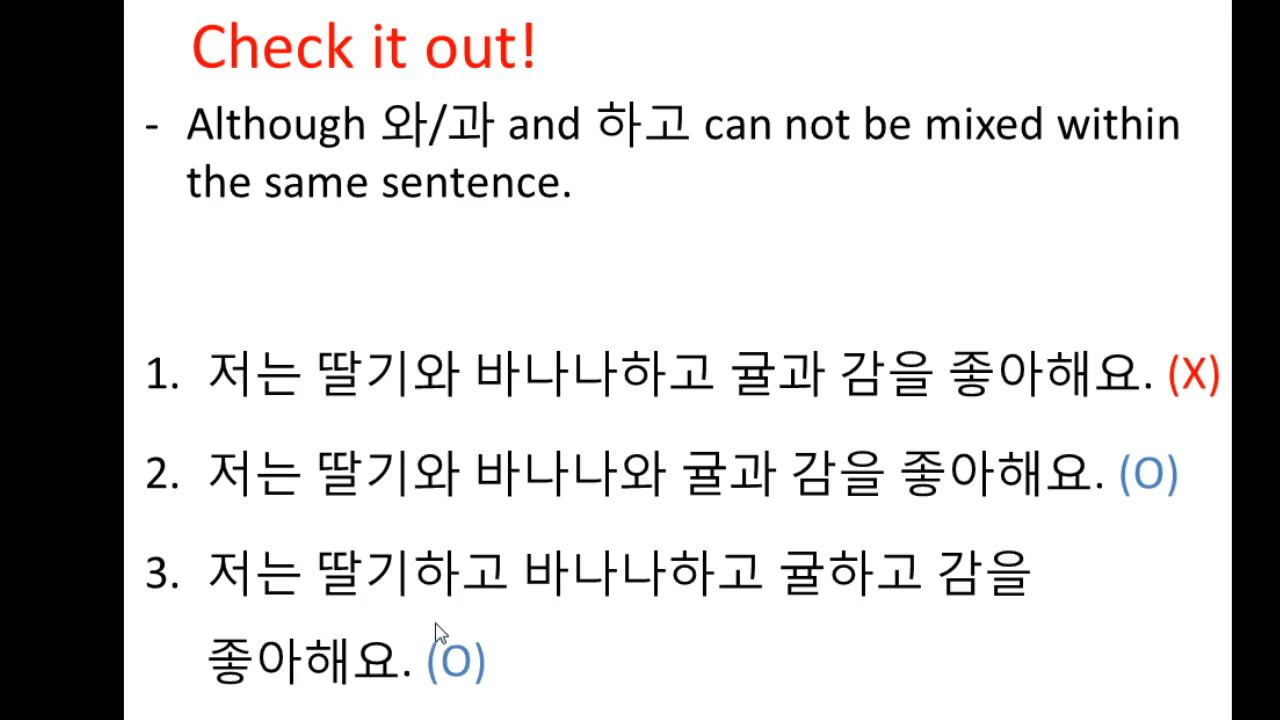 Check it out!
- Although 와/과 and 하고 can not be mixed within
the same sentence.
1. 저는 딸기와 바나나하고 귤과 감을 좋아해요. (X)
2. 저는 딸기와 바나나와 귤과 감을 좋아해요. (O)
3. 저는 딸기하고 바나나하고 귤하고 감을
좋아해요. (O)